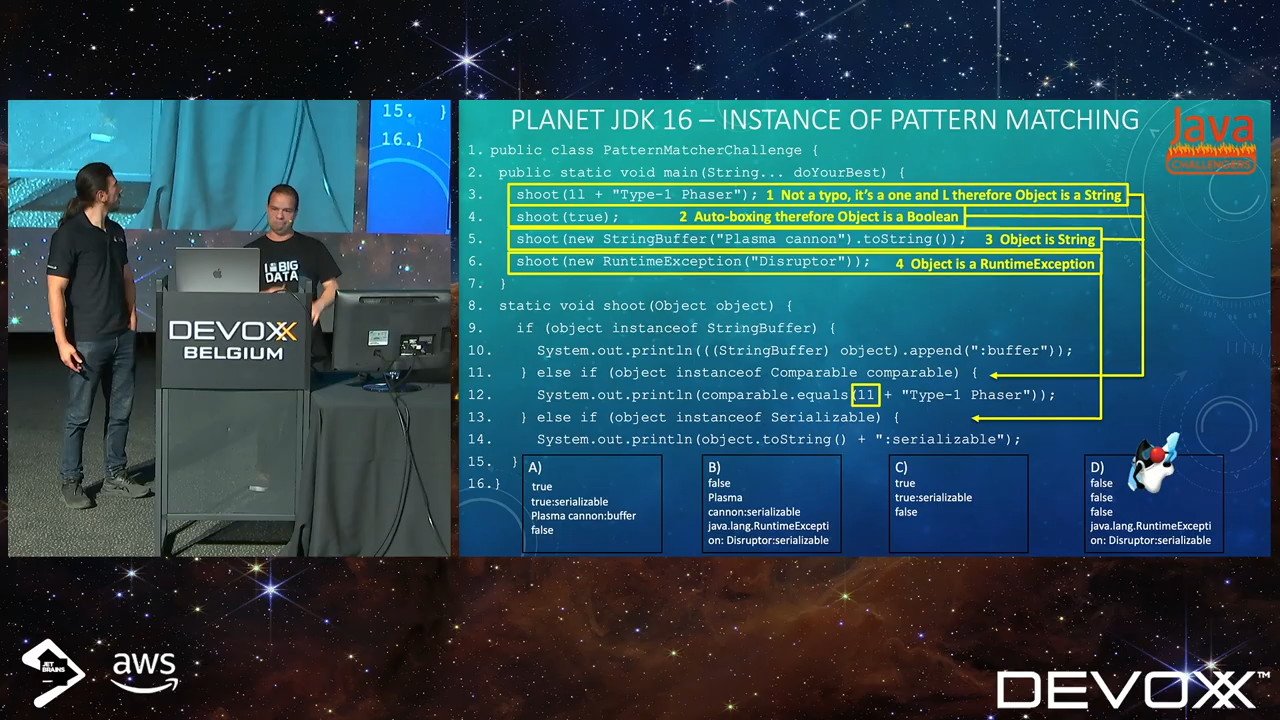 15. }
16.}
I BIG
DATA
DEVOXX
BELGIUM
PLANET JDK 16 – INSTANCE OF PATTERN MATCHING
Java
CHALLENGERS
1. public class PatternMatcherChallenge {
2. public static void main(String... doYourBest) {
3. shoot(1l + "Type-1 Phaser"); 1 Not a typo, it's a one and L therefore Object is a String
4. shoot(true); 2 Auto-boxing therefore Object is a Boolean
5. shoot(new StringBuffer("Plasma cannon").toString()); 3 Object is String
6. shoot(new RuntimeException("Disruptor")); 4 Object is a RuntimeException
7. }
8. static void shoot(Object object) {
9. if (object instanceof StringBuffer) {
10. System.out.println(((StringBuffer) object).append(":buffer"));
11. } else if (object instanceof Comparable comparable) {
12. System.out.println(comparable.equals(11 + "Type-1 Phaser"));
13. } else if (object instanceof Serializable) {
14. System.out.println(object.toString() + ":serializable");
15. }
16.}
A)
true
true:serializable
Plasma cannon:buffer
false
B)
false
Plasma
cannon:serializable
java.lang.RuntimeExcepti
on: Disruptor:serializable
C)
true
true:serializable
false
D)
false
false
false
java.lang.RuntimeExcepti
on: Disruptor:serializable
JET
BRAINS
aws
DEVOXX™